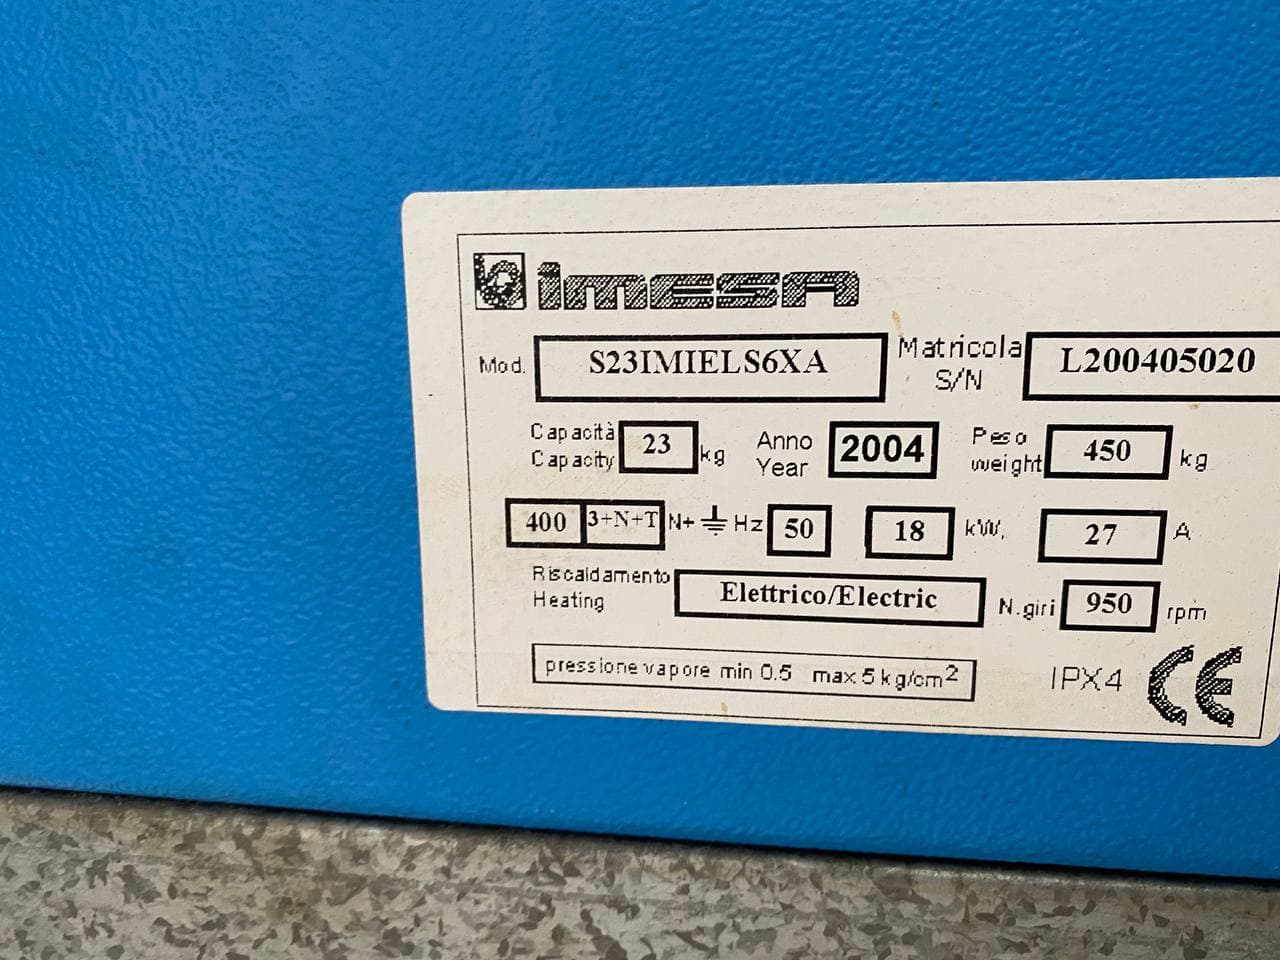 imesa
Mod. S23IMIELS6XA Matricola S/N L200405020
Capacità Capacity 23 kg Anno Year 2004 Peso weight 450 kg
400 3+N+T N+ ⏚ Hz 50 18 kW, 27 A
Riscaldamento Heating Elettrico/Electric N.giri 950 rpm
pressione vapore min 0.5 max 5 kg/cm² IPX4 CE